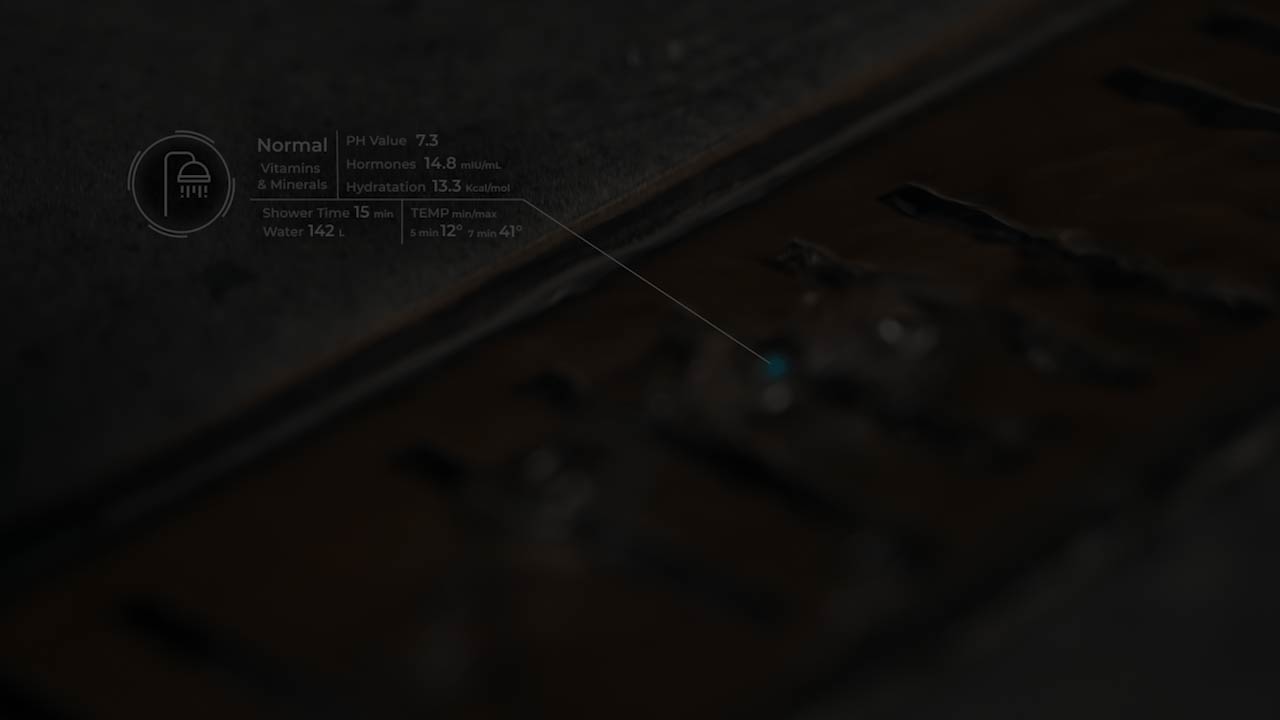 Normal
Vitamins
& Minerals
PH Value 7.3
Hormones 14.8 mIU/mL
Hydratation 13.3 Kcal/mol
Shower Time 15 min
Water 142 L
TEMP min/max
5 min 12° 7 min 41°